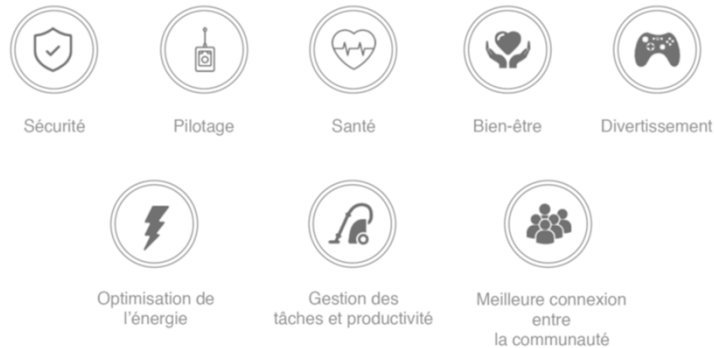 Sécurité
Pilotage
Santé
Bien-être
Divertissement
Optimisation de
l'énergie
Gestion des
tâches et productivité
Meilleure connexion
entre
la communauté